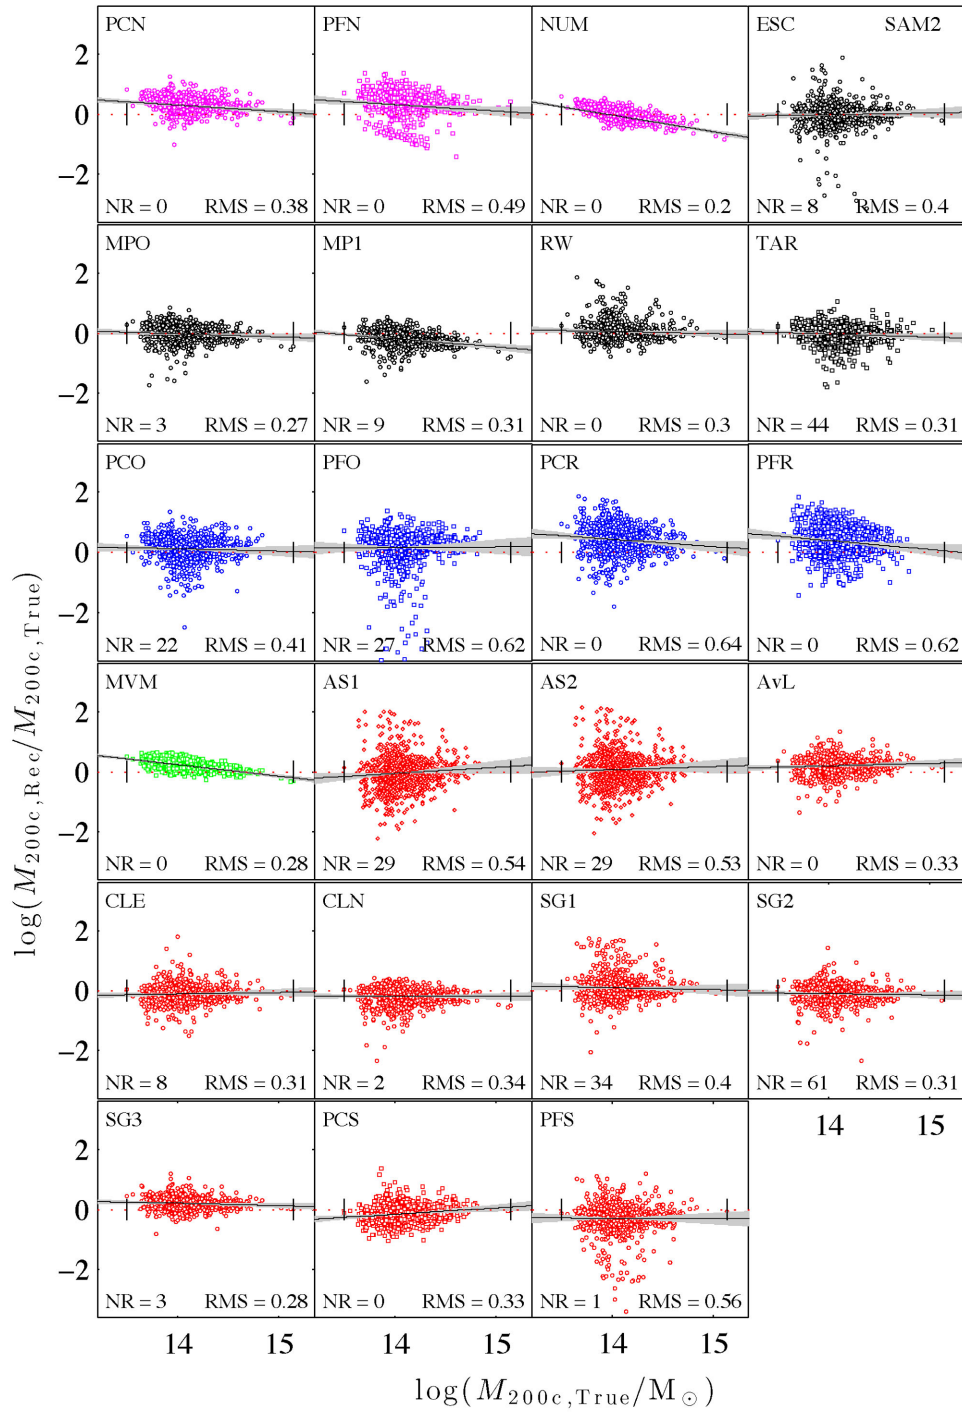 PCN PFN NUM ESC SAM2
2
0
−2
NR = 0 RMS = 0.38 NR = 0 RMS = 0.49 NR = 0 RMS = 0.2 NR = 8 RMS = 0.4
MPO MP1 RW TAR
2
0
−2
NR = 3 RMS = 0.27 NR = 9 RMS = 0.31 NR = 0 RMS = 0.3 NR = 44 RMS = 0.31
PCO PFO PCR PFR
2
0
−2
NR = 22 RMS = 0.41 NR = 27 RMS = 0.62 NR = 0 RMS = 0.64 NR = 0 RMS = 0.62
log(M200c,Rec/M200c,True)
MVM AS1 AS2 AvL
2
0
−2
NR = 0 RMS = 0.28 NR = 29 RMS = 0.54 NR = 29 RMS = 0.53 NR = 0 RMS = 0.33
CLE CLN SG1 SG2
2
0
−2
NR = 8 RMS = 0.31 NR = 2 RMS = 0.34 NR = 34 RMS = 0.4 NR = 61 RMS = 0.31
SG3 PCS PFS
14 15
2
0
−2
NR = 3 RMS = 0.28 NR = 0 RMS = 0.33 NR = 1 RMS = 0.56
14 15 14 15 14 15
log(M200c,True/M⊙)